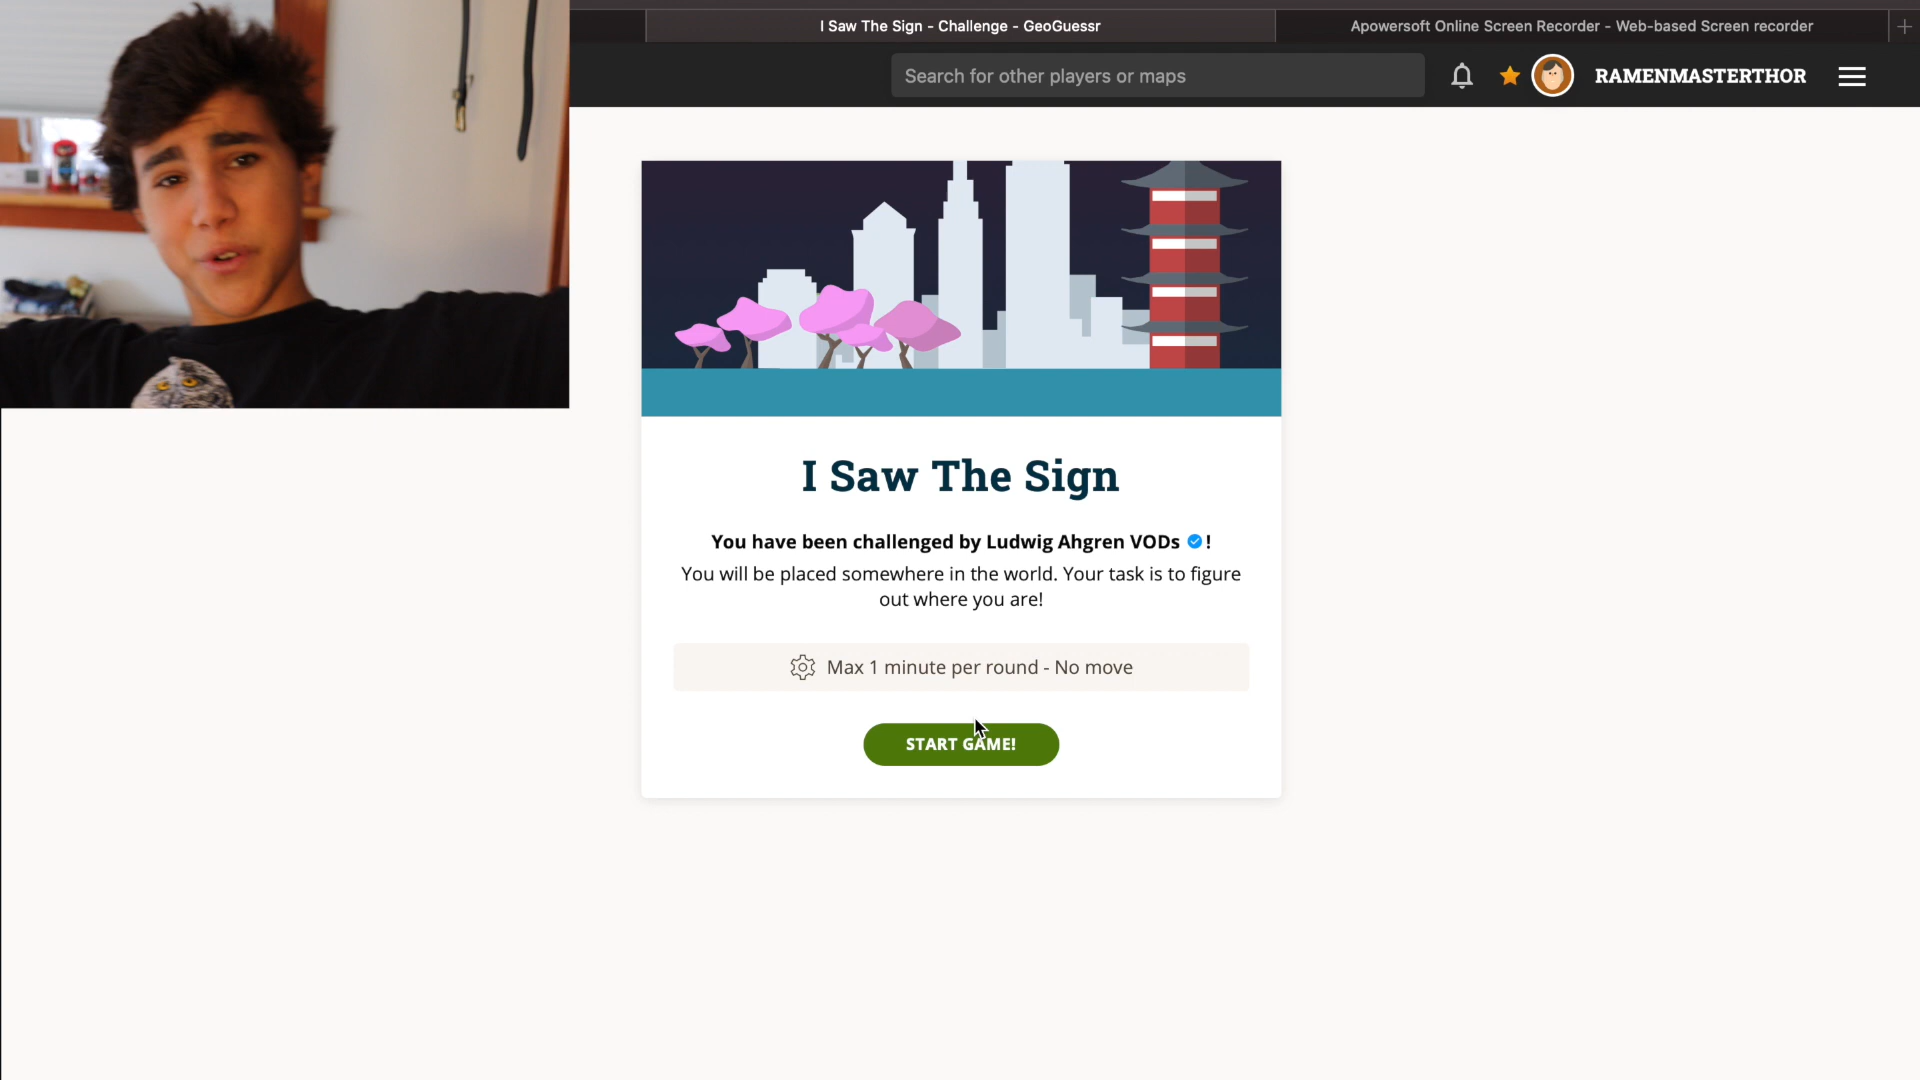 I Saw The Sign - Challenge - GeoGuessr
Apowersoft Online Screen Recorder - Web-based Screen recorder
Search for other players or maps
RAMENMASTERTHOR
I Saw The Sign
You have been challenged by Ludwig Ahgren VODs !
You will be placed somewhere in the world. Your task is to figure
out where you are!
Max 1 minute per round - No move
START GAME!